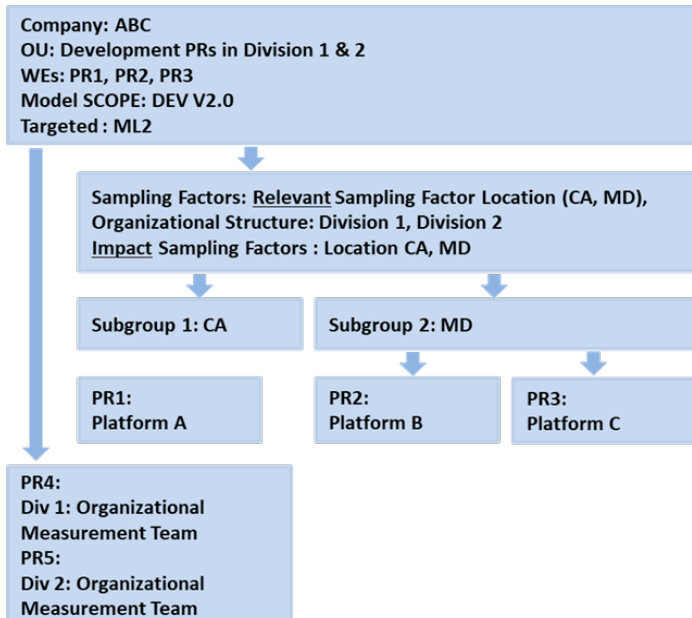 Company: ABC
OU: Development PRs in Division 1 & 2
WEs: PR1, PR2, PR3
Model SCOPE: DEV V2.0
Targeted : ML2
Sampling Factors: Relevant Sampling Factor Location (CA, MD),
Organizational Structure: Division 1, Division 2
Impact Sampling Factors : Location CA, MD
Subgroup 1: CA
Subgroup 2: MD
PR1:
Platform A
PR2:
Platform B
PR3:
Platform C
PR4:
Div 1: Organizational
Measurement Team
PR5:
Div 2: Organizational
Measurement Team